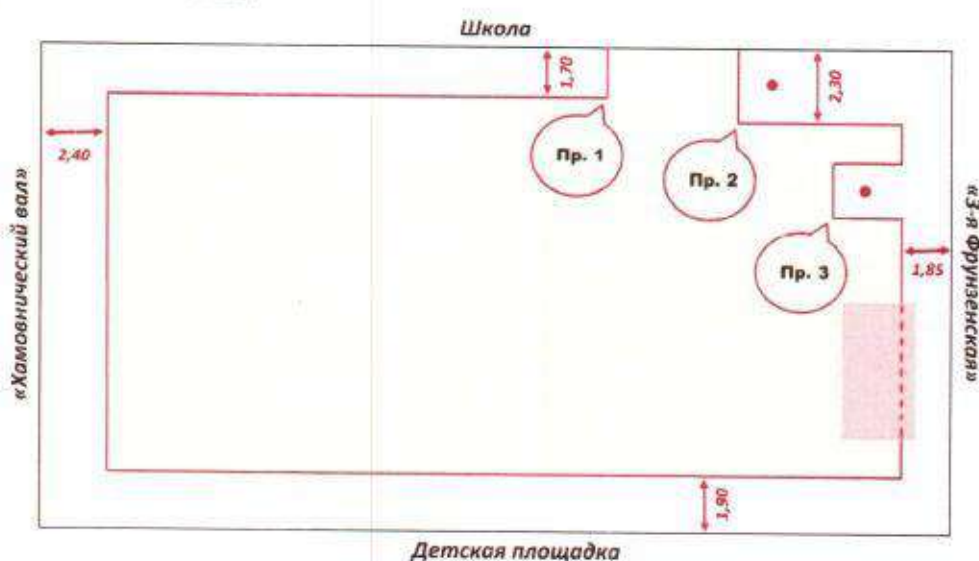 Школа
1,70
2,30
2,40
Пр. 1
Пр. 2
«Хамовнический вал»
«3-я Фрунзенская»
Пр. 3
1,85
1,90
Детская площадка